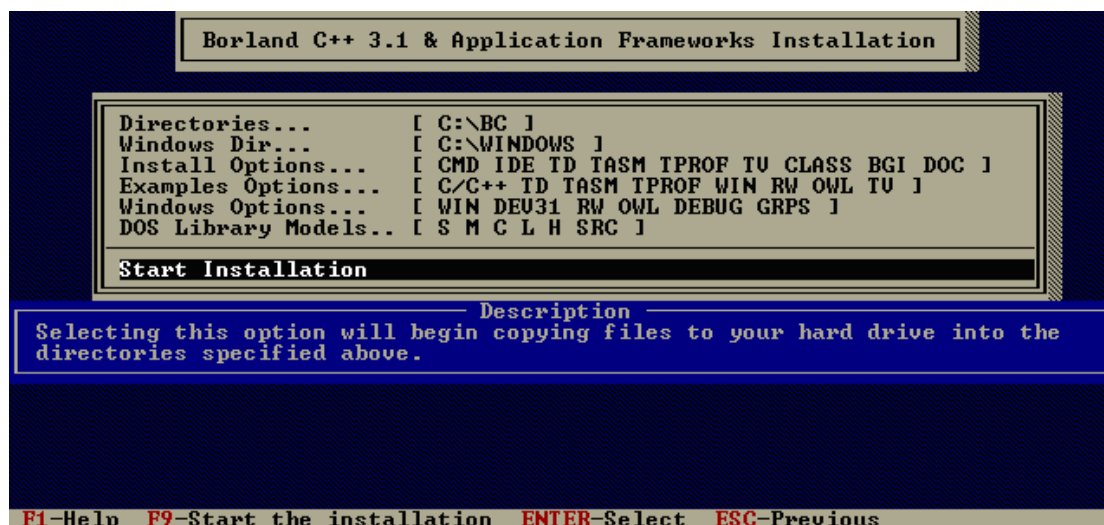 Borland C++ 3.1 & Application Frameworks Installation
Directories... [ C:\BC ]
Windows Dir... [ C:\WINDOWS ]
Install Options... [ CMD IDE TD TASM TPROF TV CLASS BGI DOC ]
Examples Options... [ C/C++ TD TASM TPROF WIN RW OWL TV ]
Windows Options... [ WIN DEV31 RW OWL DEBUG GRPS ]
DOS Library Models.. [ S M C L H SRC ]
Start Installation
Description
Selecting this option will begin copying files to your hard drive into the
directories specified above.
F1-Help F9-Start the installation ENTER-Select ESC-Previous